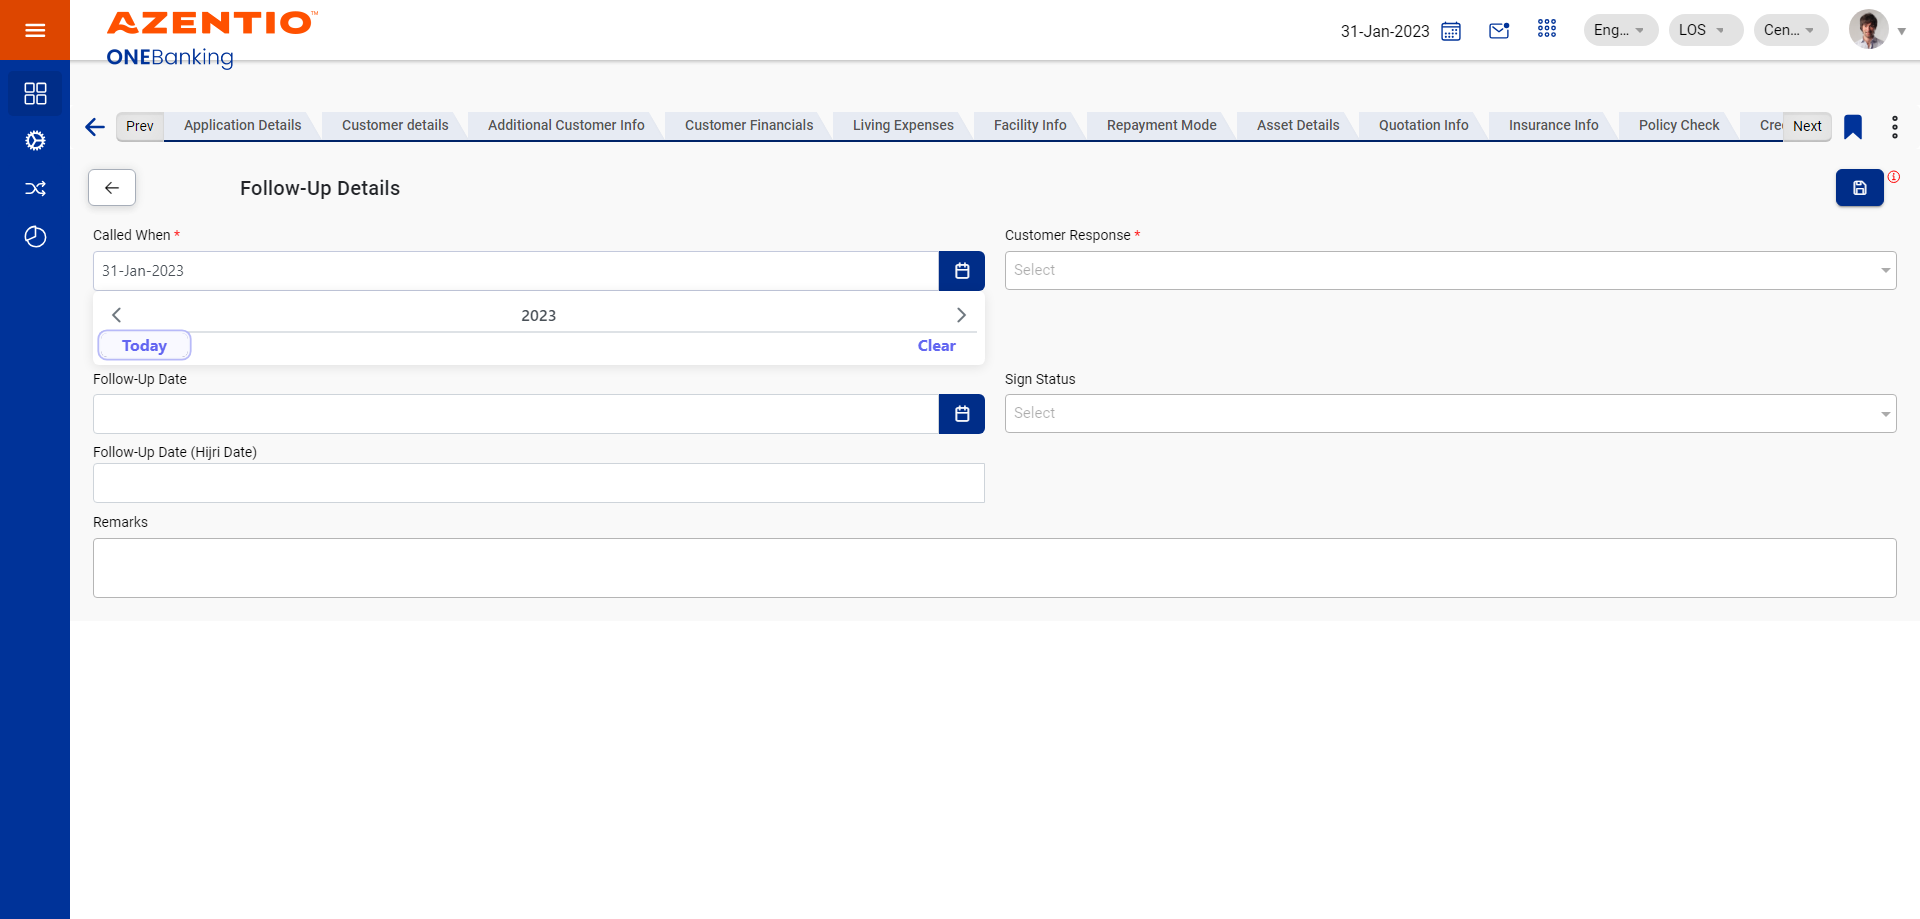 AZENTIO™
ONEBanking
31-Jan-2023
Eng...
LOS
Cen...
Prev
Application Details
Customer details
Additional Customer Info
Customer Financials
Living Expenses
Facility Info
Repayment Mode
Asset Details
Quotation Info
Insurance Info
Policy Check
Cre
Next
Follow-Up Details
Called When *
Customer Response *
31-Jan-2023
Select
2023
Today
Clear
Follow-Up Date
Sign Status
Select
Follow-Up Date (Hijri Date)
Remarks